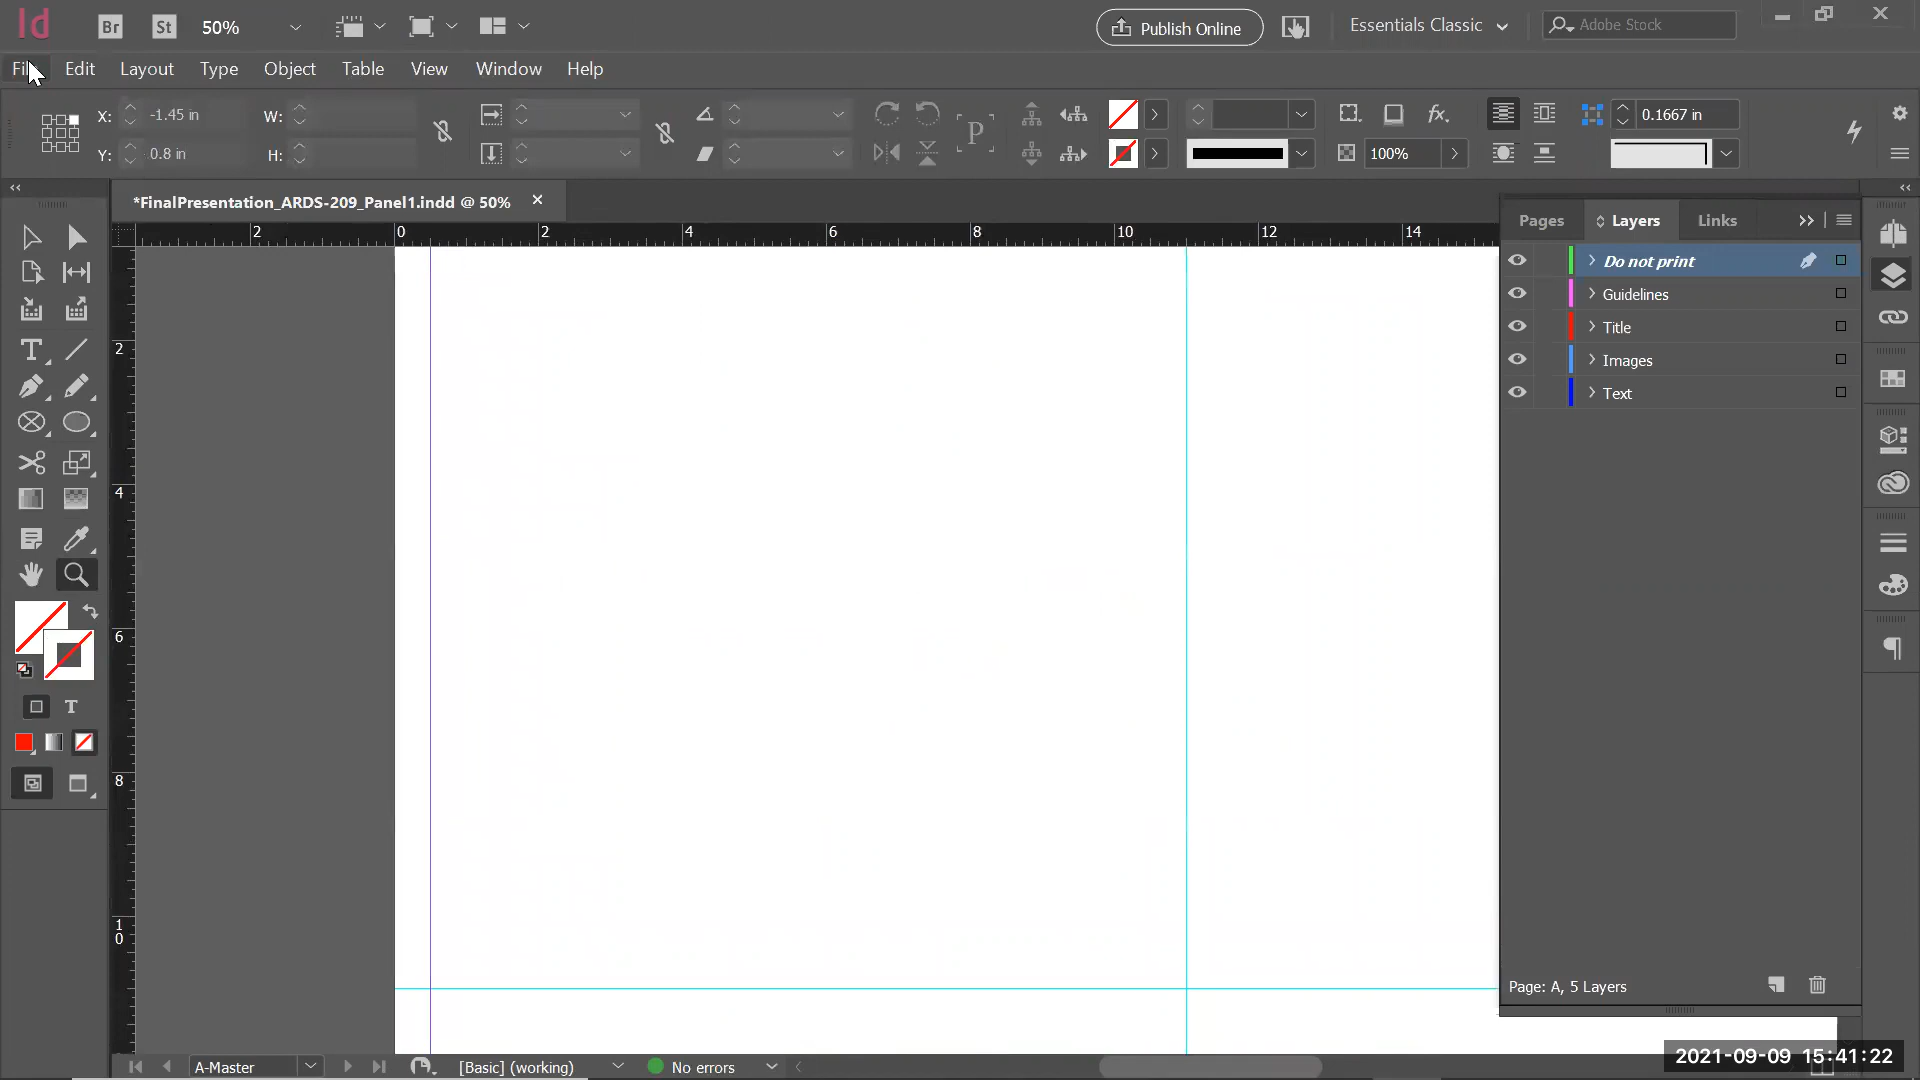 Id Br St 50% Publish Online Essentials Classic Adobe Stock
File Edit Layout Type Object Table View Window Help
X: -1.45 in W: fx 0.1667 in
Y: 0.8 in H: P 100%
*FinalPresentation_ARDS-209_Panel1.indd @ 50%
Pages Layers Links
2 0 2 4 6 8 10 12 14
Do not print
Guidelines
Title
2
Images
Text
4
6
T
8
10
Page: A, 5 Layers
A-Master [Basic] (working) No errors
2021-09-09 15:41:22